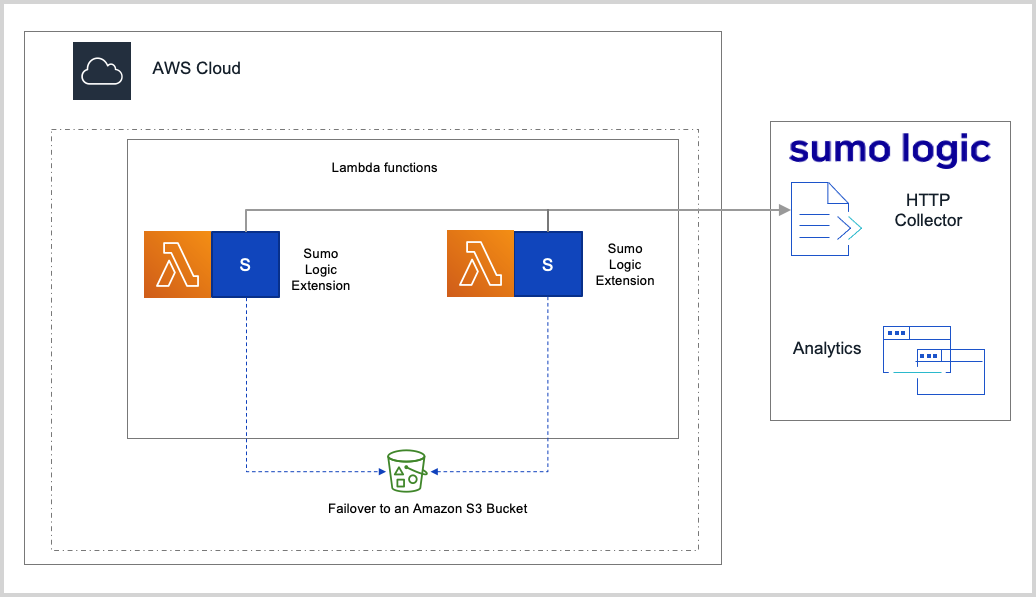 AWS Cloud
Lambda functions
S
Sumo
Logic
Extension
S
Sumo
Logic
Extension
Failover to an Amazon S3 Bucket
sumo logic
HTTP
Collector
Analytics